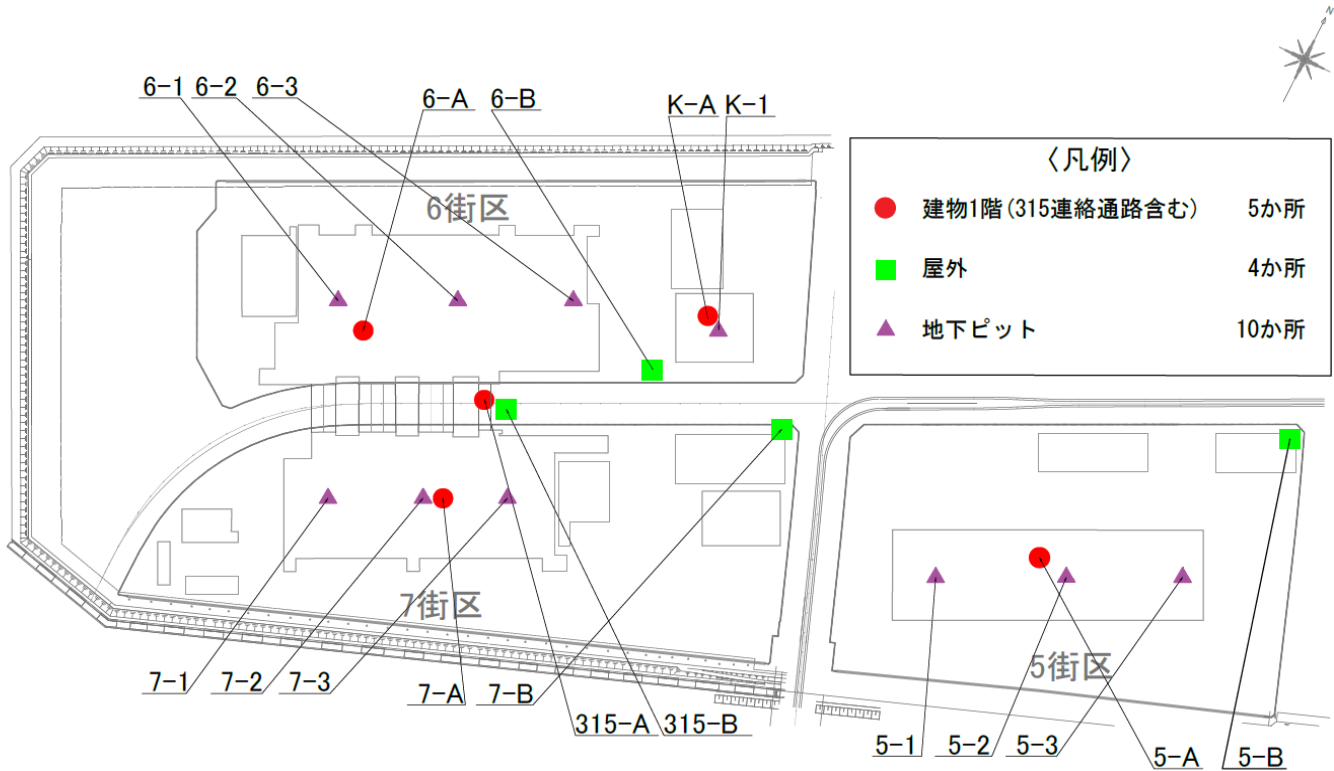 N
6-1
6-2
6-3
6-A
6-B
K-A
K-1
〈凡例〉
建物1階(315連絡通路含む) 5か所
屋外 4か所
地下ピット 10か所
6街区
7街区
5街区
7-1
7-2
7-3
7-A
7-B
315-A
315-B
5-1
5-2
5-3
5-A
5-B